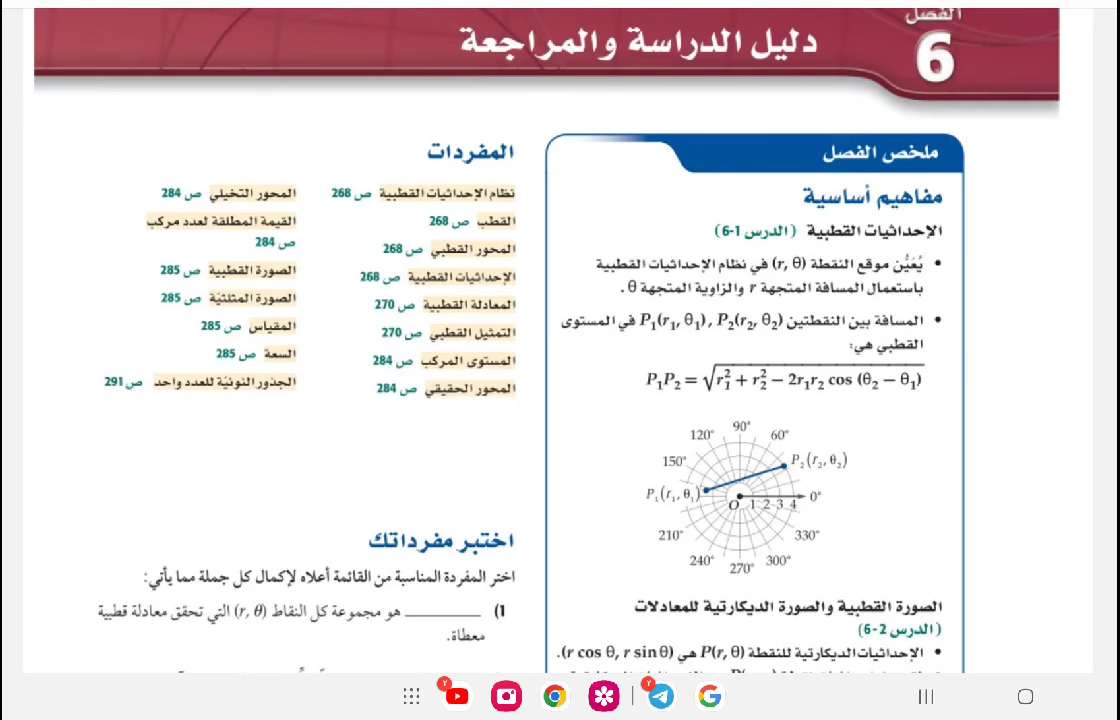 الفصل
6
دليل الدراسة والمراجعة
ملخص الفصل
مفاهيم أساسية
الإحداثيات القطبية (الدرس 1-6)
• يُعَيَّن موقع النقطة (r, θ) في نظام الإحداثيات القطبية
باستعمال المسافة المتجهة r والزاوية المتجهة θ.
• المسافة بين النقطتين P₁(r₁, θ₁), P₂(r₂, θ₂) في المستوى
القطبي هي:
P₁P₂ = √(r₁² + r₂² − 2r₁r₂ cos (θ₂ − θ₁))
90°
120° 60°
150° P₂(r₂, θ₂)
P₁(r₁, θ₁) O 1 2 3 4 0°
210° 330°
240° 300°
270°
الصورة القطبية والصورة الديكارتية للمعادلات
(الدرس 2-6)
• الإحداثيات الديكارتية للنقطة P(r, θ) هي (r cos θ, r sin θ).
المفردات
نظام الإحداثيات القطبية ص 268
القطب ص 268
المحور القطبي ص 268
الإحداثيات القطبية ص 268
المعادلة القطبية ص 270
التمثيل القطبي ص 270
المستوى المركب ص 284
المحور الحقيقي ص 284
المحور التخيلي ص 284
القيمة المطلقة لعدد مركب
ص 284
الصورة القطبية ص 285
الصورة المثلثيّة ص 285
المقياس ص 285
السعة ص 285
الجذور النونيّة للعدد واحد ص 291
اختبر مفرداتك
اختر المفردة المناسبة من القائمة أعلاه لإكمال كل جملة مما يأتي:
(1 ________ هو مجموعة كل النقاط (r, θ) التي تحقق معادلة قطبية
معطاة.
٢
٢